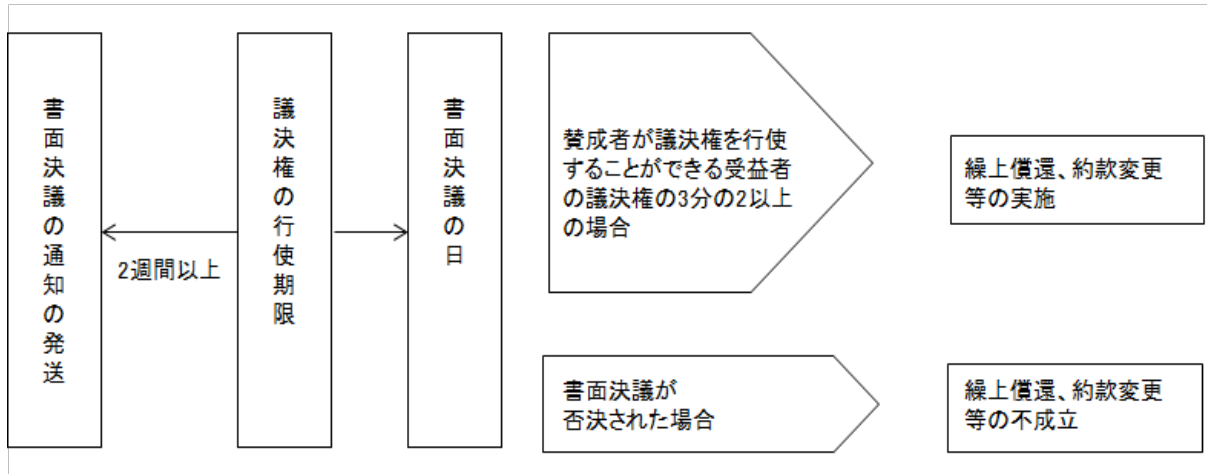 書面決議の通知の発送
2週間以上
議決権の行使期限
書面決議の日
賛成者が議決権を行使
することができる受益者
の議決権の3分の2以上
の場合
繰上償還、約款変更
等の実施
書面決議が
否決された場合
繰上償還、約款変更
等の不成立